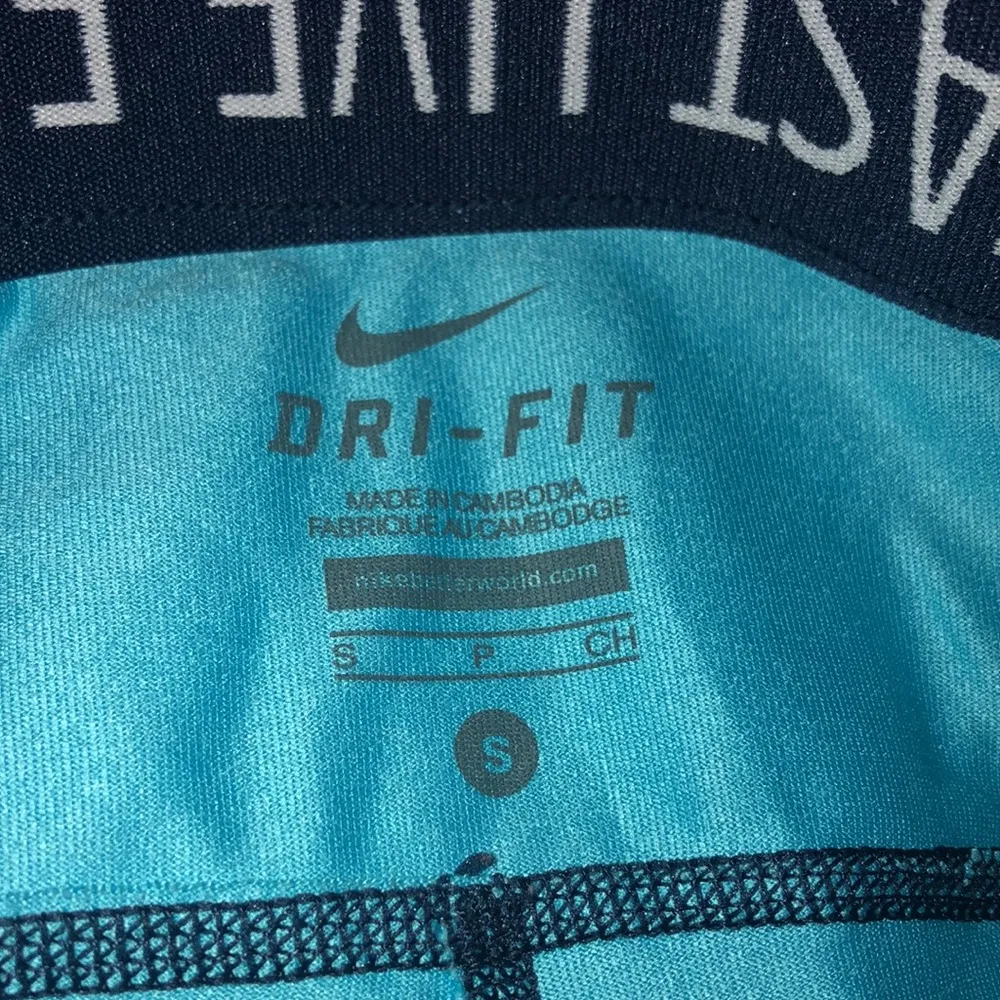 DRI-FIT
MADE IN CAMBODIA
FABRIQUE AU CAMBODGE
nikebetterworld.com
S P CH
S